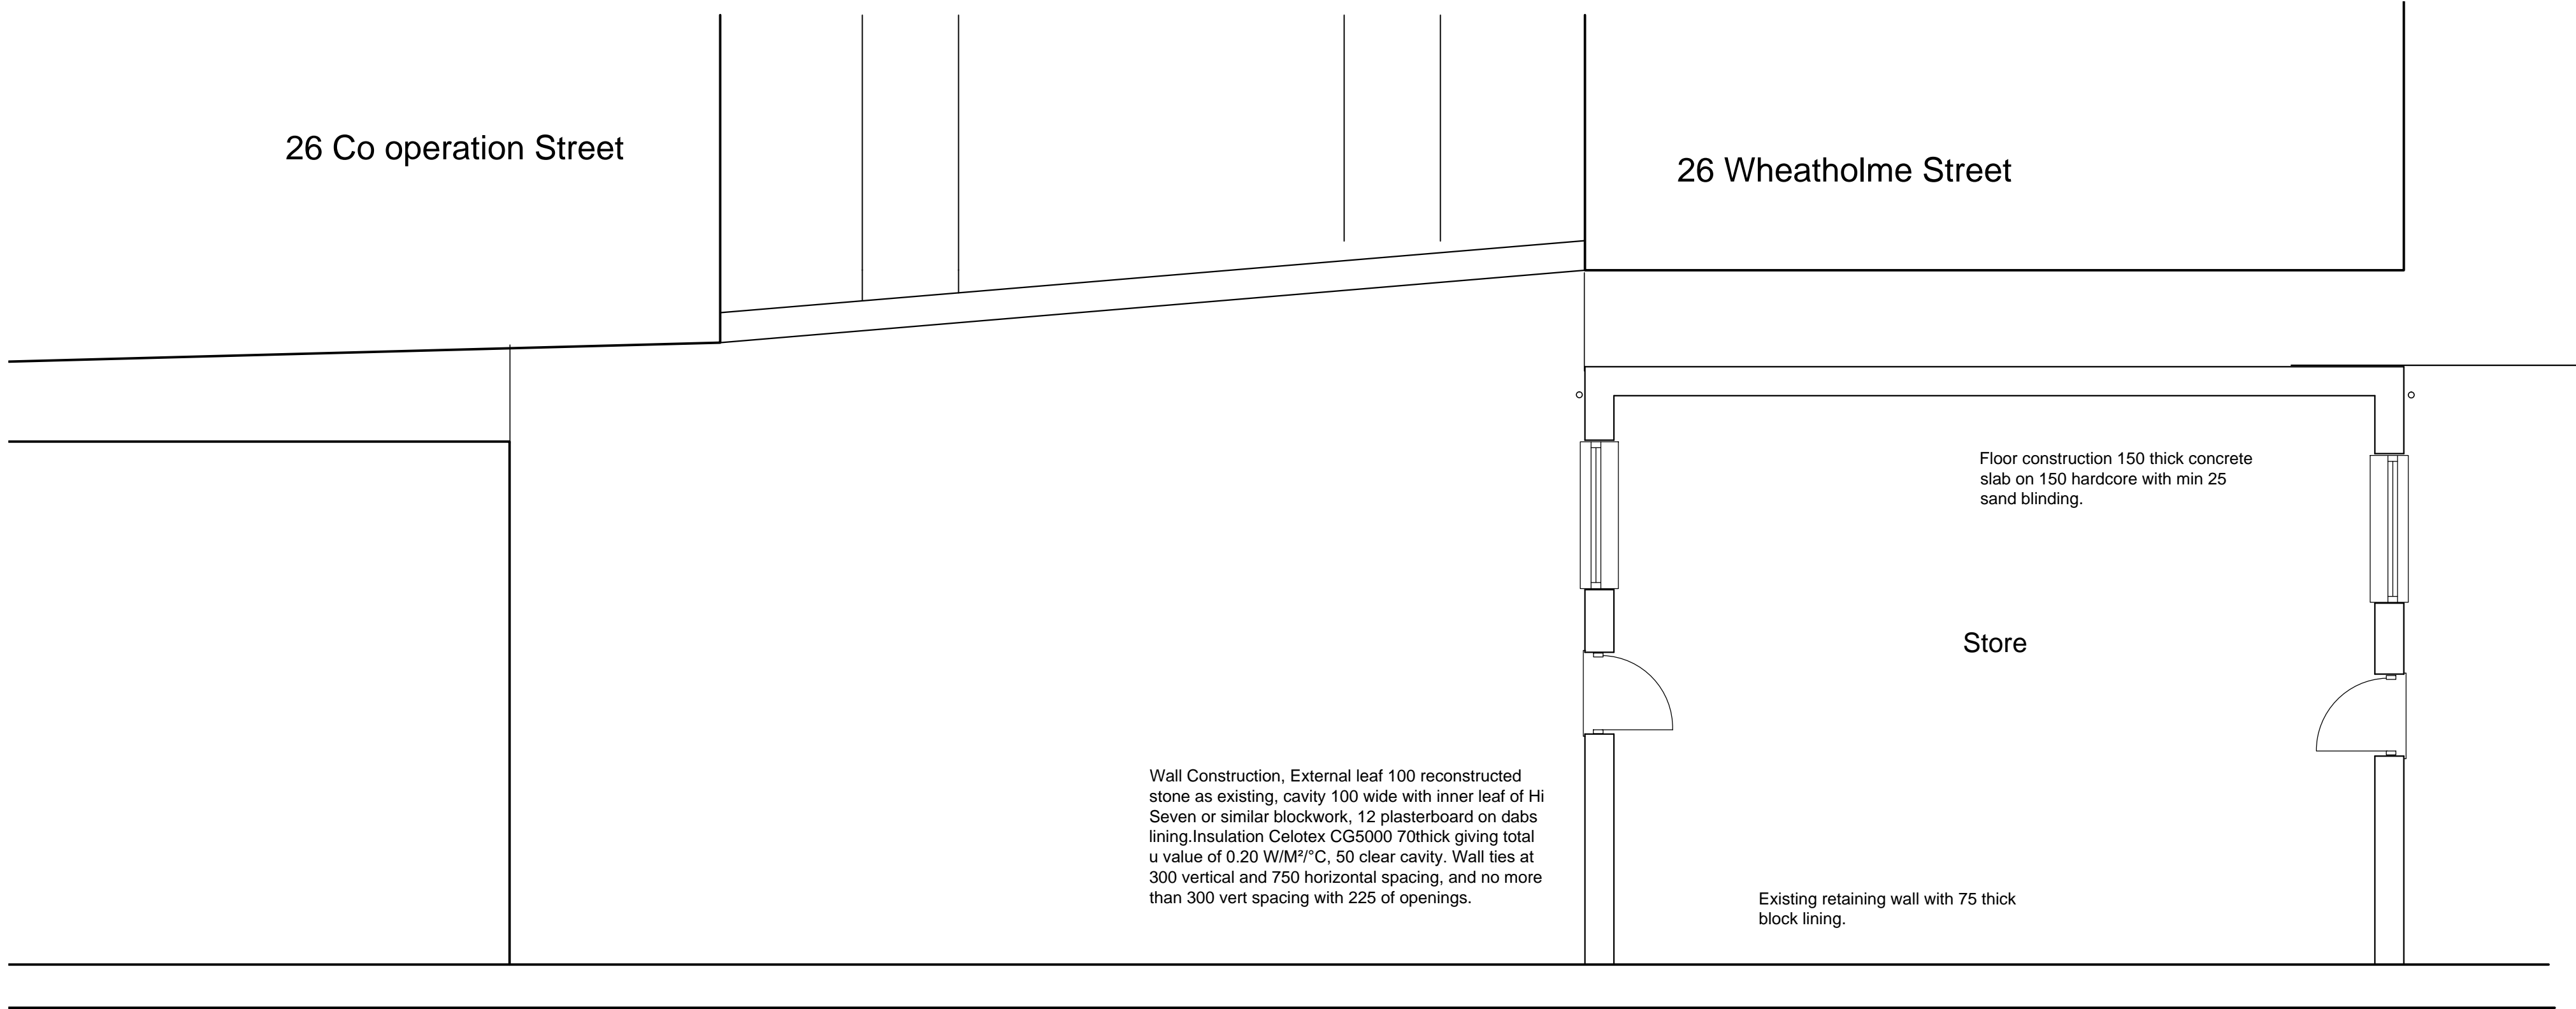 26 Co operation Street
26 Wheatholme Street
Floor construction 150 thick concrete
slab on 150 hardcore with min 25
sand blinding.
Store
Wall Construction, External leaf 100 reconstructed
stone as existing, cavity 100 wide with inner leaf of Hi
Seven or similar blockwork, 12 plasterboard on dabs
lining.Insulation Celotex CG5000 70thick giving total
u value of 0.20 W/M²/°C, 50 clear cavity. Wall ties at
300 vertical and 750 horizontal spacing, and no more
than 300 vert spacing with 225 of openings.
Existing retaining wall with 75 thick
block lining.